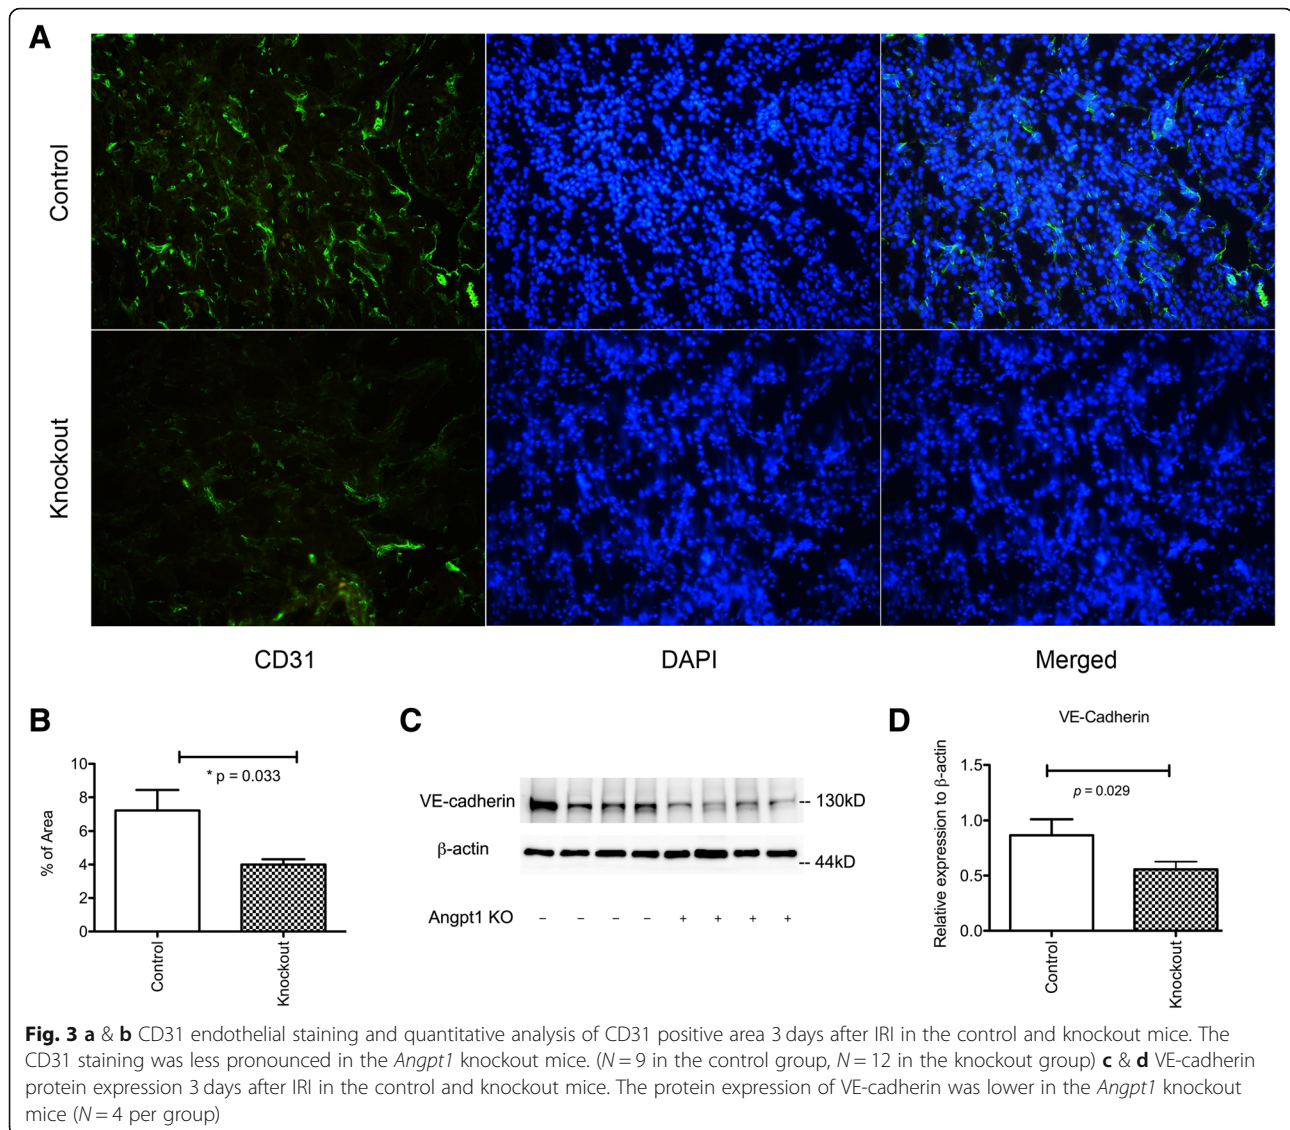 A
Control
Knockout
CD31 DAPI Merged
B
10
8
6
4
2
0
% of Area
* p = 0.033
Control
Knockout
C
VE-cadherin
-- 130kD
β-actin
-- 44kD
Angpt1 KO – – – – + + + +
D
VE-Cadherin
Relative expression to β-actin
1.5
1.0
0.5
0.0
p = 0.029
Control
Knockout
Fig. 3 a & b CD31 endothelial staining and quantitative analysis of CD31 positive area 3 days after IRI in the control and knockout mice. The
CD31 staining was less pronounced in the Angpt1 knockout mice. (N = 9 in the control group, N = 12 in the knockout group) c & d VE-cadherin
protein expression 3 days after IRI in the control and knockout mice. The protein expression of VE-cadherin was lower in the Angpt1 knockout
mice (N = 4 per group)